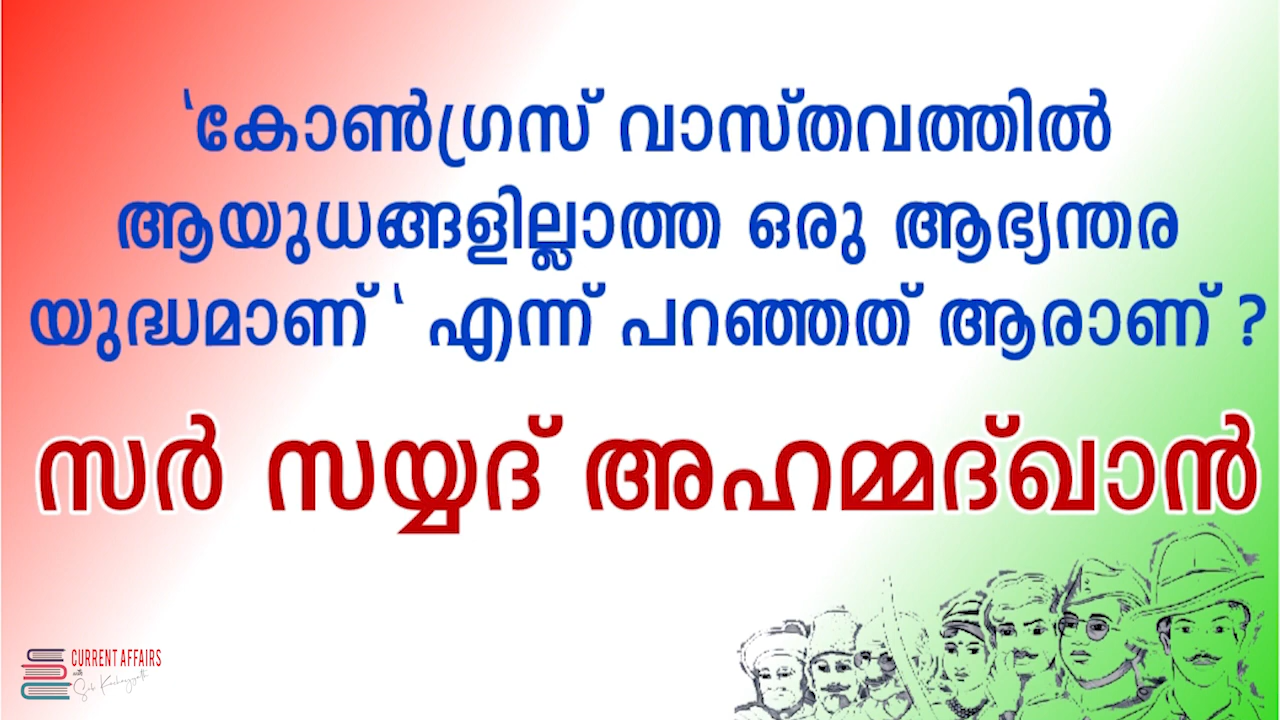 ‘കോൺഗ്രസ് വാസ്തവത്തിൽ
ആയുധങ്ങളില്ലാത്ത ഒരു ആഭ്യന്തര
യുദ്ധമാണ് ‘ എന്ന് പറഞ്ഞത് ആരാണ് ?
സർ സയ്യദ് അഹമ്മദ്ഖാൻ
CURRENT AFFAIRS
with